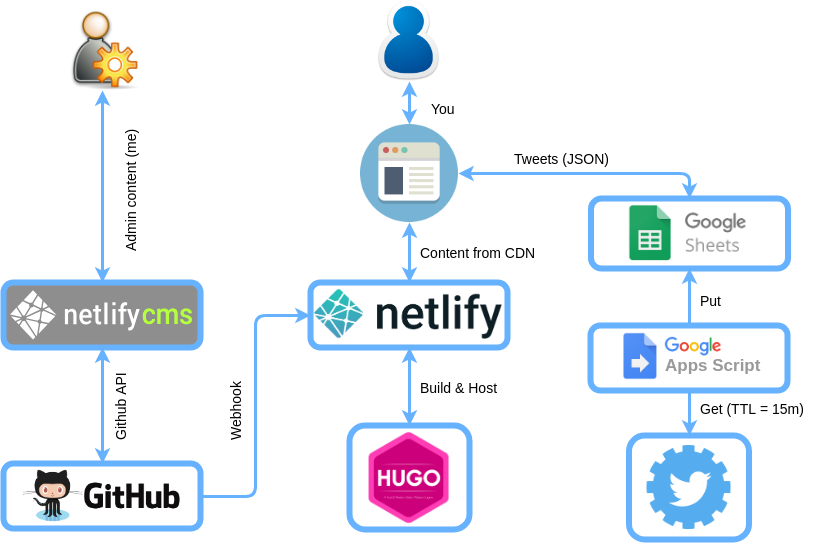 You
Tweets (JSON)
Admin content (me)
Google
Sheets
Content from CDN
netlifycms
netlify
Put
Google
Apps Script
Github API
Webhook
Build & Host
Get (TTL = 15m)
GitHub
HUGO